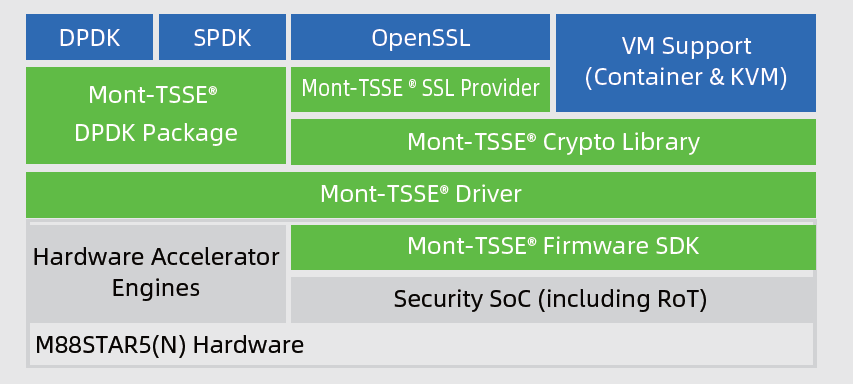 DPDK
SPDK
OpenSSL
VM Support
(Container & KVM)
Mont-TSSE®
DPDK Package
Mont-TSSE ® SSL Provider
Mont-TSSE® Crypto Library
Mont-TSSE® Driver
Hardware Accelerator
Engines
Mont-TSSE® Firmware SDK
Security SoC (including RoT)
M88STAR5(N) Hardware